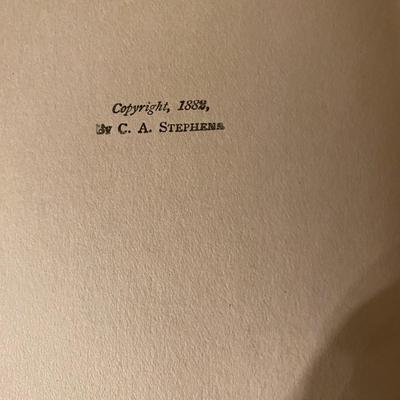 Copyright, 1882,
By C. A. STEPHENS.